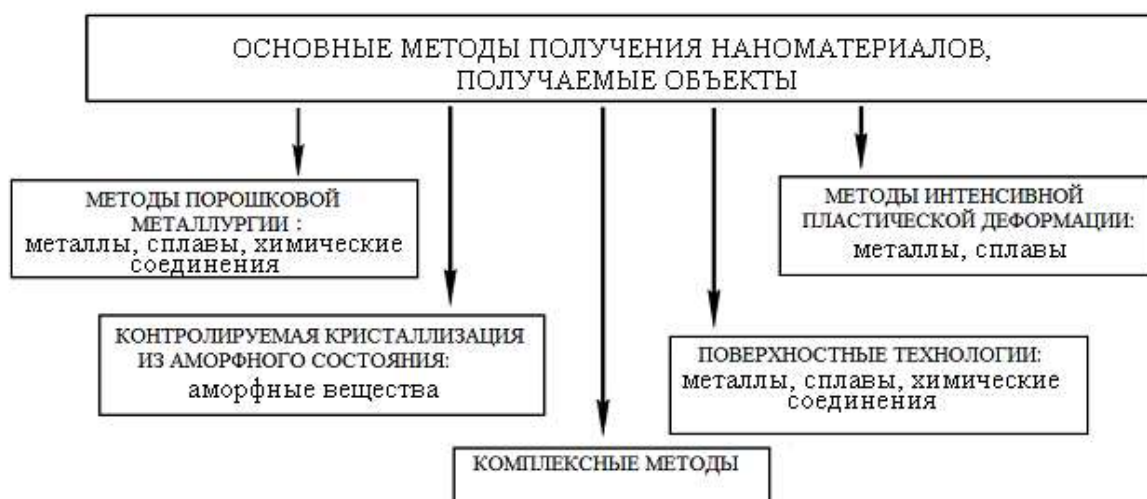 ОСНОВНЫЕ МЕТОДЫ ПОЛУЧЕНИЯ НАНОМАТЕРИАЛОВ,
ПОЛУЧАЕМЫЕ ОБЪЕКТЫ
МЕТОДЫ ПОРОШКОВОЙ
МЕТАЛЛУРГИИ :
металлы, сплавы, химические
соединения
МЕТОДЫ ИНТЕНСИВНОЙ
ПЛАСТИЧЕСКОЙ ДЕФОРМАЦИИ:
металлы, сплавы
КОНТРОЛИРУЕМАЯ КРИСТАЛЛИЗАЦИЯ
ИЗ АМОРФНОГО СОСТОЯНИЯ:
аморфные вещества
ПОВЕРХНОСТНЫЕ ТЕХНОЛОГИИ:
металлы, сплавы, химические
соединения
КОМПЛЕКСНЫЕ МЕТОДЫ